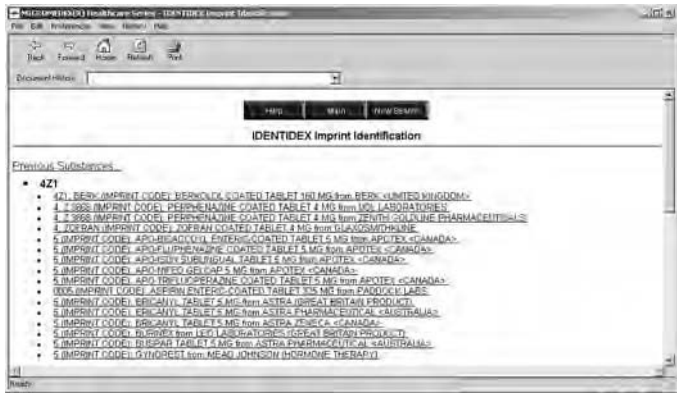 MICROMEDEX(R) Healthcare Series - IDENTIDEX Imprint
File Edit Preferences View History Help
Back Forward Home Refresh Print
Document History
Help Main New Search
IDENTIDEX Imprint Identification
Previous Substances...
4Z1
4Z1, BERK (IMPRINT CODE): BERKOLOL COATED TABLET 160 MG from BERK <UNITED KINGDOM>
4, Z 3868 (IMPRINT CODE): PERPHENAZINE COATED TABLET 4 MG from UDL LABORATORIES
4, Z 3868 (IMPRINT CODE): PERPHENAZINE COATED TABLET 4 MG from ZENITH GOLDLINE PHARMACEUTICALS
4, ZOFRAN (IMPRINT CODE): ZOFRAN COATED TABLET 4 MG from GLAXOSMITHKLINE
5 (IMPRINT CODE): APO-BISACODYL ENTERIC-COATED TABLET 5 MG from APOTEX <CANADA>
5 (IMPRINT CODE): APO-FLUPHENAZINE COATED TABLET 5 MG from APOTEX <CANADA>
5 (IMPRINT CODE): APO-ISDN SUBLINGUAL TABLET 5 MG from APOTEX <CANADA>
5 (IMPRINT CODE): APO-NIFED GELCAP 5 MG from APOTEX <CANADA>
5 (IMPRINT CODE): APO-TRIFLUOPERAZINE COATED TABLET 5 MG from APOTEX <CANADA>
(IMPRINT CODE): ASPIRIN ENTERIC-COATED TABLET 325 MG from PADDOCK LABS
5 (IMPRINT CODE): BRICANYL TABLET 5 MG from ASTRA (GREAT BRITAIN PRODUCT)
5 (IMPRINT CODE): BRICANYL TABLET 5 MG from ASTRA PHARMACEUTICAL <AUSTRALIA>
5 (IMPRINT CODE): BRICANYL TABLET 5 MG from ASTRA ZENECA <CANADA>
5 (IMPRINT CODE): BURINEX from LEO LABORATORIES (GREAT BRITAIN PRODUCT)
5 (IMPRINT CODE): BUSPAR TABLET 5 MG from ASTRA PHARMACEUTICAL <AUSTRALIA>
5 (IMPRINT CODE): GYNOREST from MEAD JOHNSON (HORMONE THERAPY)
Ready